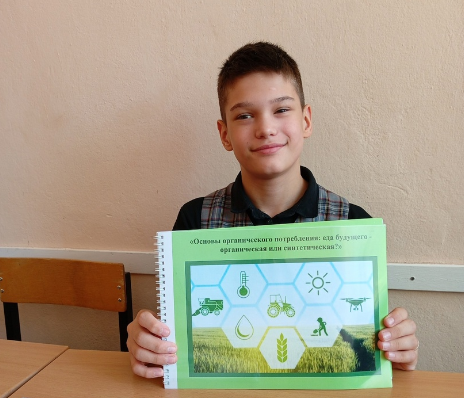 «Основы органического потребления: еда будущего -
органическая или синтетическая?»